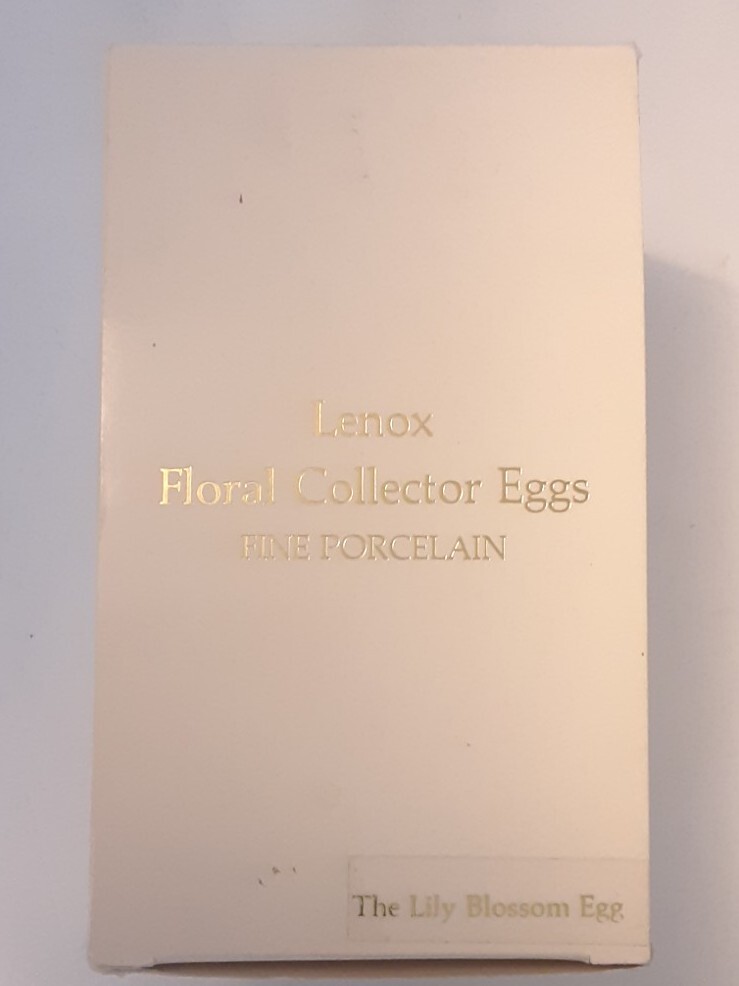 Lenox
Floral Collector Eggs
FINE PORCELAIN
The Lily Blossom Egg